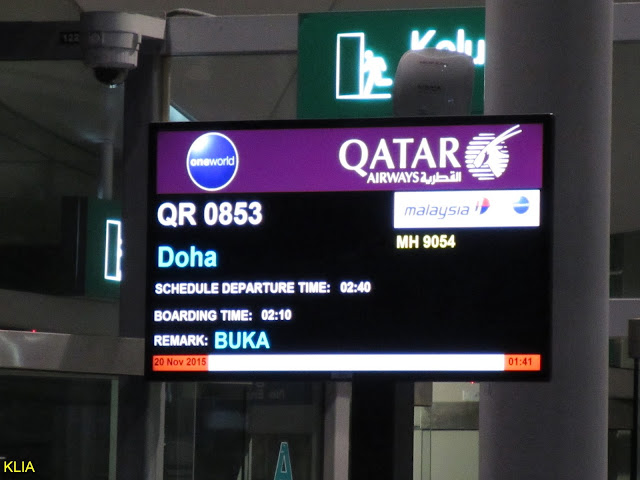 122
oneworld
QATAR
AIRWAYS القطرية
QR 0853
malaysia
MH 9054
Doha
SCHEDULE DEPARTURE TIME: 02:40
BOARDING TIME: 02:10
REMARK: BUKA
20 Nov 2015 01:41
KLIA